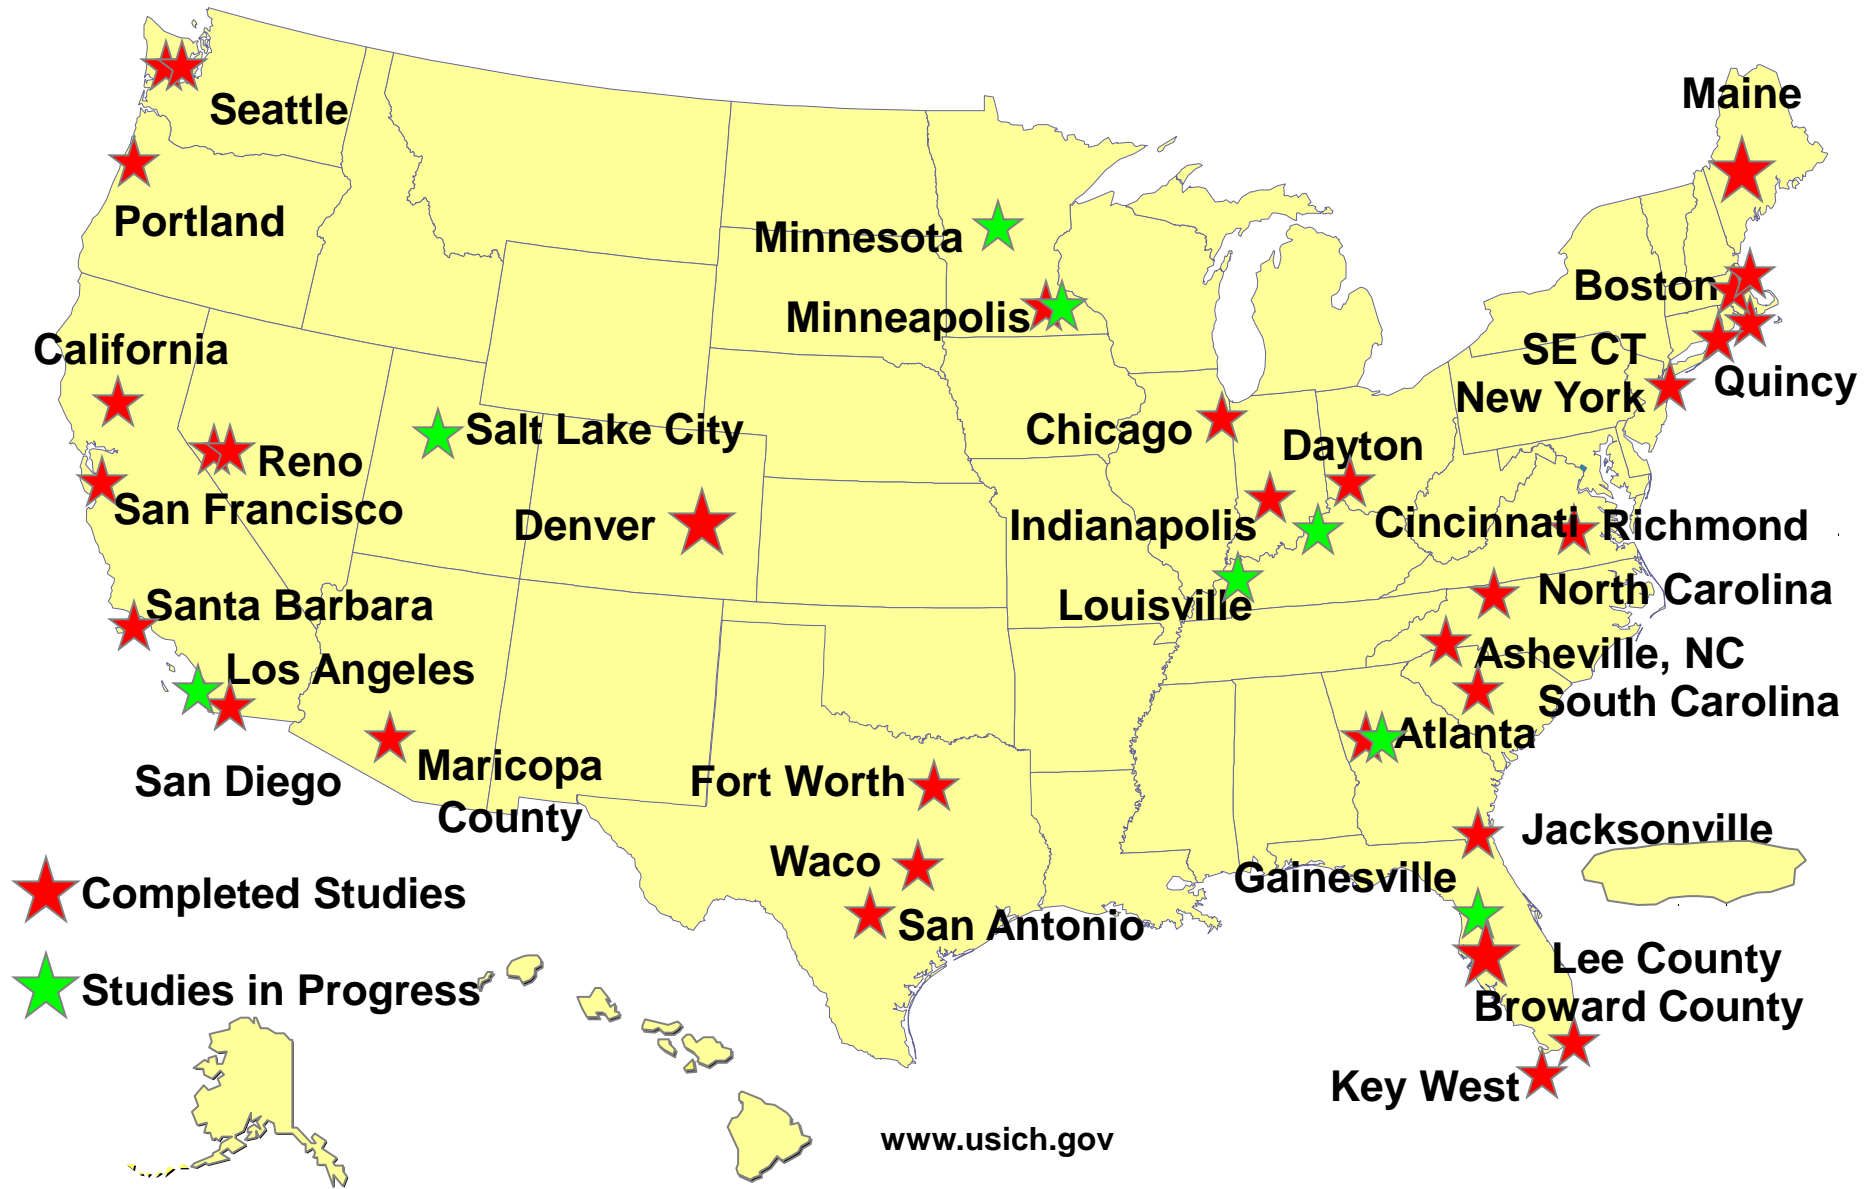 Maine
Seattle
Portland
Minnesota
Boston
Minneapolis
California
SE CT
Quincy
New York
Salt Lake City
Chicago
Dayton
Reno
San Francisco
Denver
Indianapolis
Cincinnati
Richmond
North Carolina
Santa Barbara
Louisville
Asheville, NC
Los Angeles
South Carolina
Atlanta
Maricopa
County
San Diego
Fort Worth
Jacksonville
Waco
Gainesville
Completed Studies
San Antonio
Lee County
Studies in Progress
Broward County
Key West
www.usich.gov